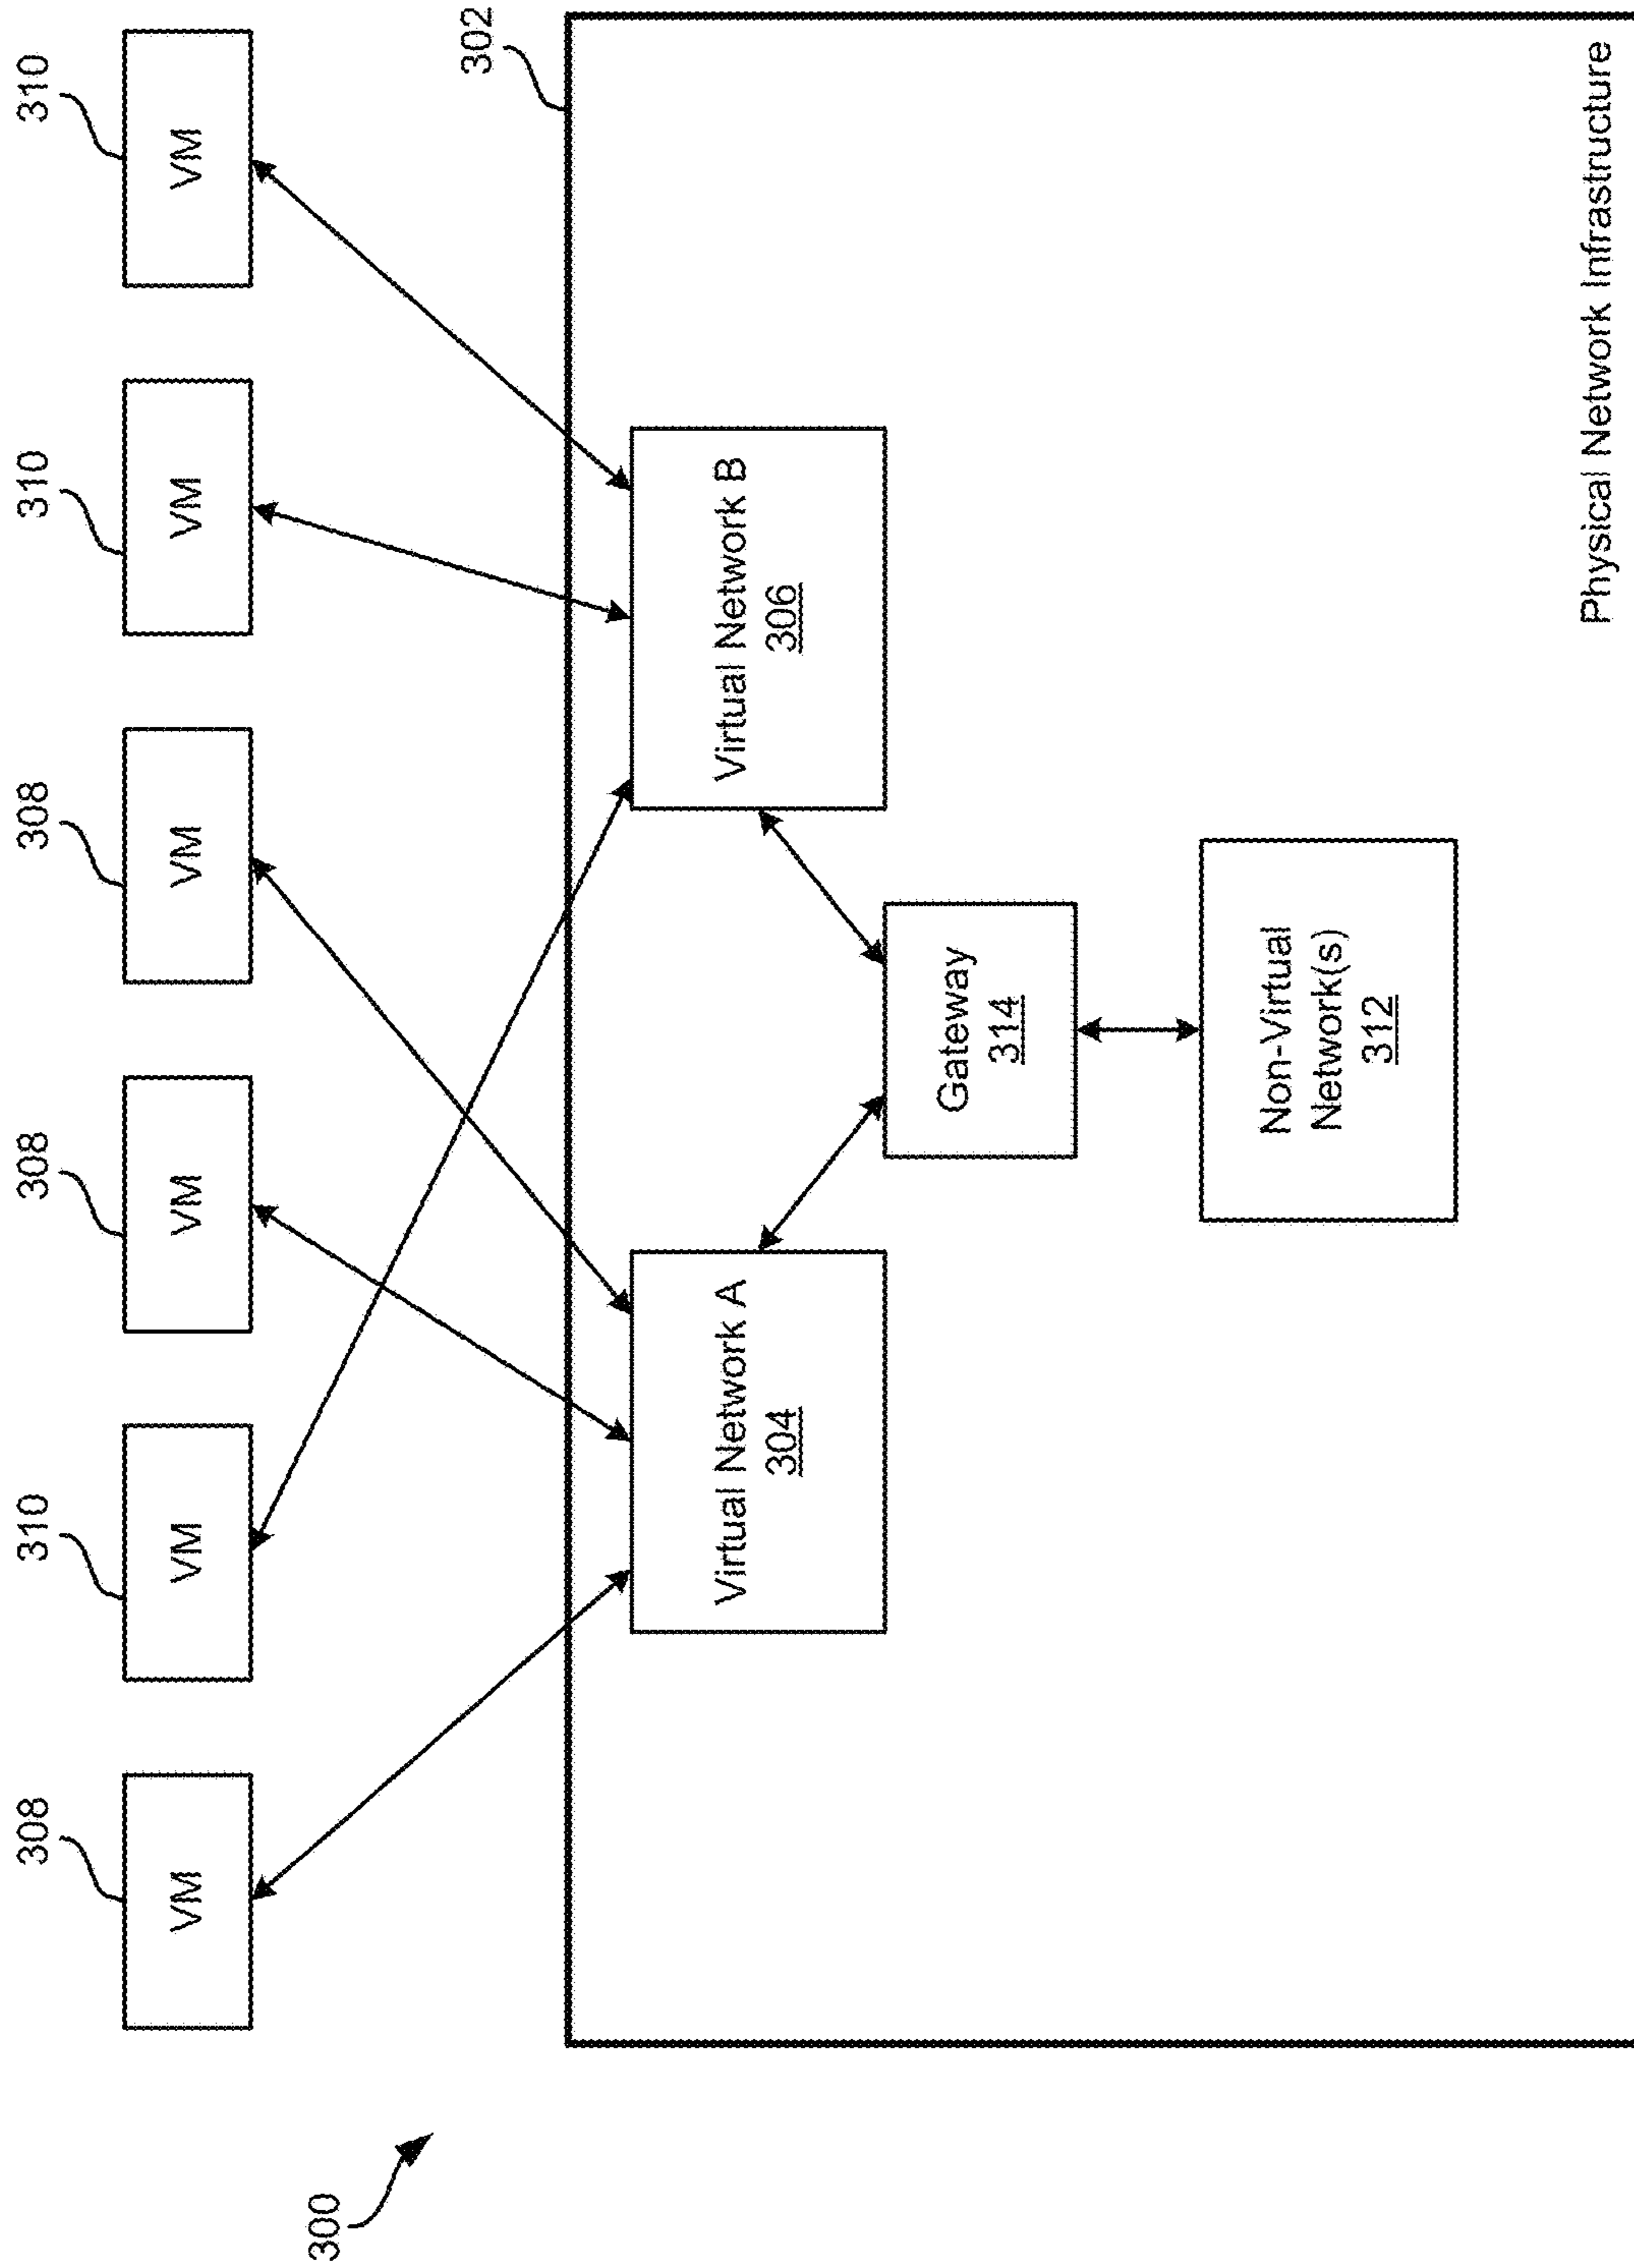 308
310
308
308
310
310
VM
VM
VM
VM
VM
VM
300
302
Virtual Network A
304
Virtual Network B
306
Gateway
314
Non-Virtual
Network(s)
312
Physical Network Infrastructure